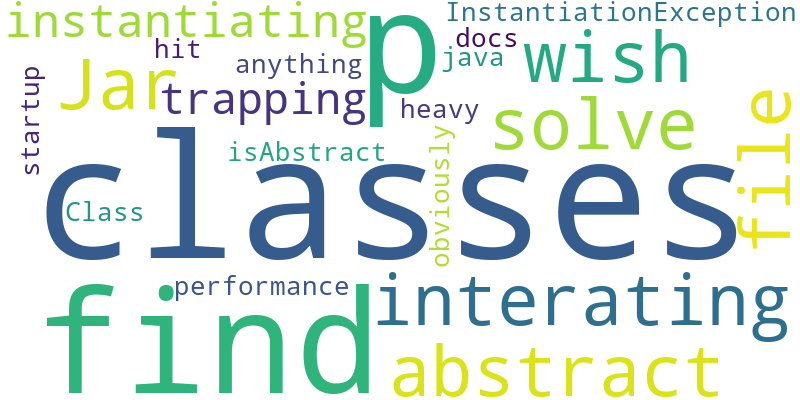 instantiating
p
InstantiationException
hit
docs
anything
java
wish
Jar
trapping
heavy
startup
solve
file
isAbstract
obviously
classes
Class
find
performance
interating
abstract